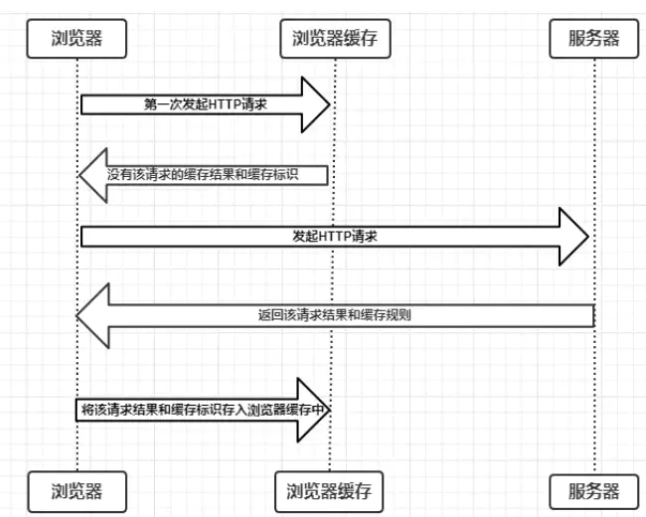 浏览器
浏览器缓存
服务器
第一次发起HTTP请求
没有该请求的缓存结果和缓存标识
发起HTTP请求
返回该请求结果和缓存规则
将该请求结果和缓存标识存入浏览器缓存中
浏览器
浏览器缓存
服务器